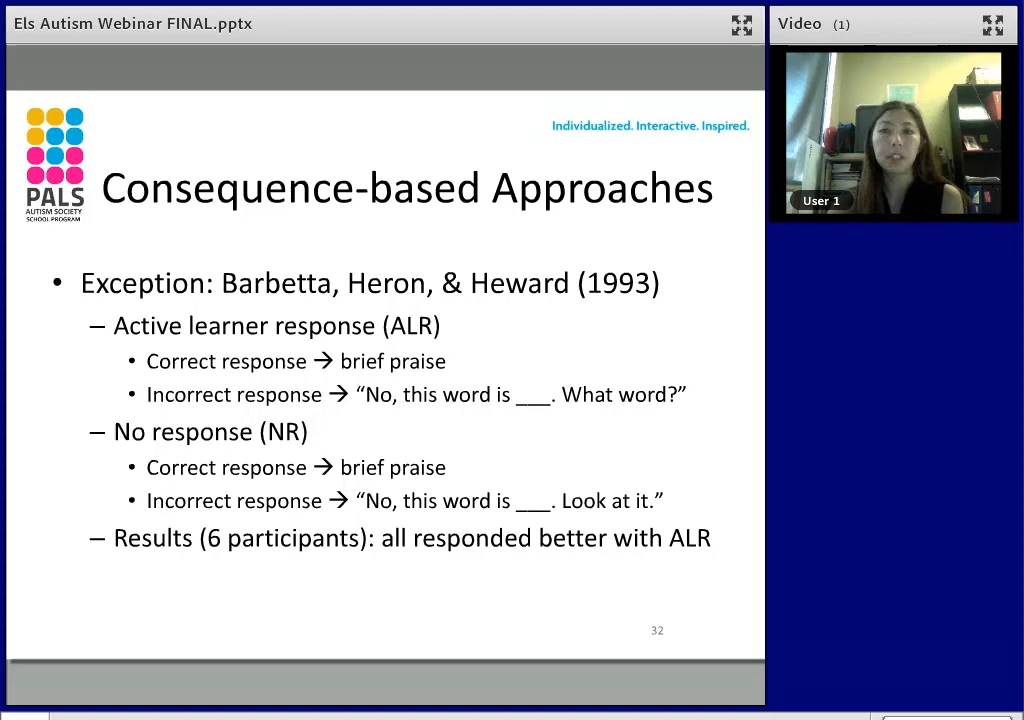 Els Autism Webinar FINAL.pptx
Video (1)
Individualized. Interactive. Inspired.
PALS
AUTISM SOCIETY
SCHOOL PROGRAM
Consequence-based Approaches
User 1
• Exception: Barbetta, Heron, & Heward (1993)
– Active learner response (ALR)
• Correct response → brief praise
• Incorrect response → “No, this word is ___. What word?”
– No response (NR)
• Correct response → brief praise
• Incorrect response → “No, this word is ___. Look at it.”
– Results (6 participants): all responded better with ALR
32